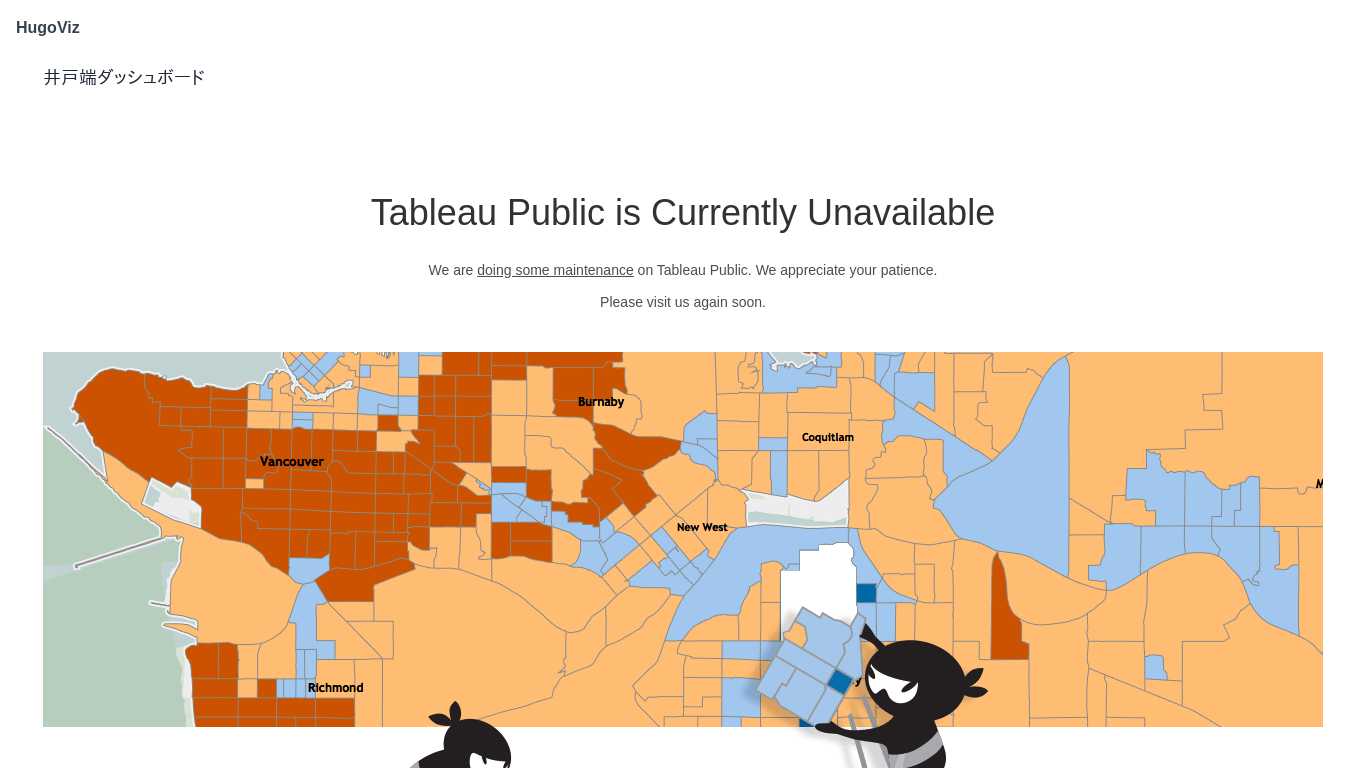 HugoViz
井戸端ダッシュボード
Tableau Public is Currently Unavailable
We are doing some maintenance on Tableau Public. We appreciate your patience.
Please visit us again soon.
Burnaby
Coquitlam
Vancouver
New West
Richmond